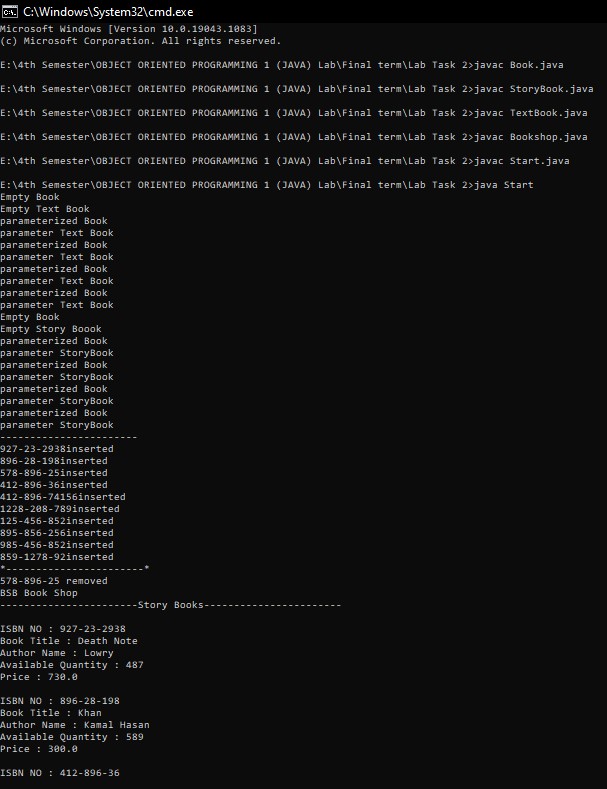 C:\Windows\System32\cmd.exe
Microsoft Windows [Version 10.0.19043.1083]
(c) Microsoft Corporation. All rights reserved.
E:\4th Semester\OBJECT ORIENTED PROGRAMMING 1 (JAVA) Lab\Final term\Lab Task 2>javac Book.java
E:\4th Semester\OBJECT ORIENTED PROGRAMMING 1 (JAVA) Lab\Final term\Lab Task 2>javac StoryBook.java
E:\4th Semester\OBJECT ORIENTED PROGRAMMING 1 (JAVA) Lab\Final term\Lab Task 2>javac TextBook.java
E:\4th Semester\OBJECT ORIENTED PROGRAMMING 1 (JAVA) Lab\Final term\Lab Task 2>javac Bookshop.java
E:\4th Semester\OBJECT ORIENTED PROGRAMMING 1 (JAVA) Lab\Final term\Lab Task 2>javac Start.java
E:\4th Semester\OBJECT ORIENTED PROGRAMMING 1 (JAVA) Lab\Final term\Lab Task 2>java Start
Empty Book
Empty Text Book
parameterized Book
parameter Text Book
parameterized Book
parameter Text Book
parameterized Book
parameter Text Book
parameterized Book
parameter Text Book
Empty Book
Empty Story Boook
parameterized Book
parameter StoryBook
parameterized Book
parameter StoryBook
parameterized Book
parameter StoryBook
parameterized Book
parameter StoryBook
-----------------------
927-23-2938inserted
896-28-198inserted
578-896-25inserted
412-896-36inserted
412-896-74156inserted
1228-208-789inserted
125-456-852inserted
895-856-256inserted
985-456-852inserted
859-1278-92inserted
*-----------------------*
578-896-25 removed
BSB Book Shop
-----------------------Story Books-----------------------
ISBN NO : 927-23-2938
Book Title : Death Note
Author Name : Lowry
Available Quantity : 487
Price : 730.0
ISBN NO : 896-28-198
Book Title : Khan
Author Name : Kamal Hasan
Available Quantity : 589
Price : 300.0
ISBN NO : 412-896-36